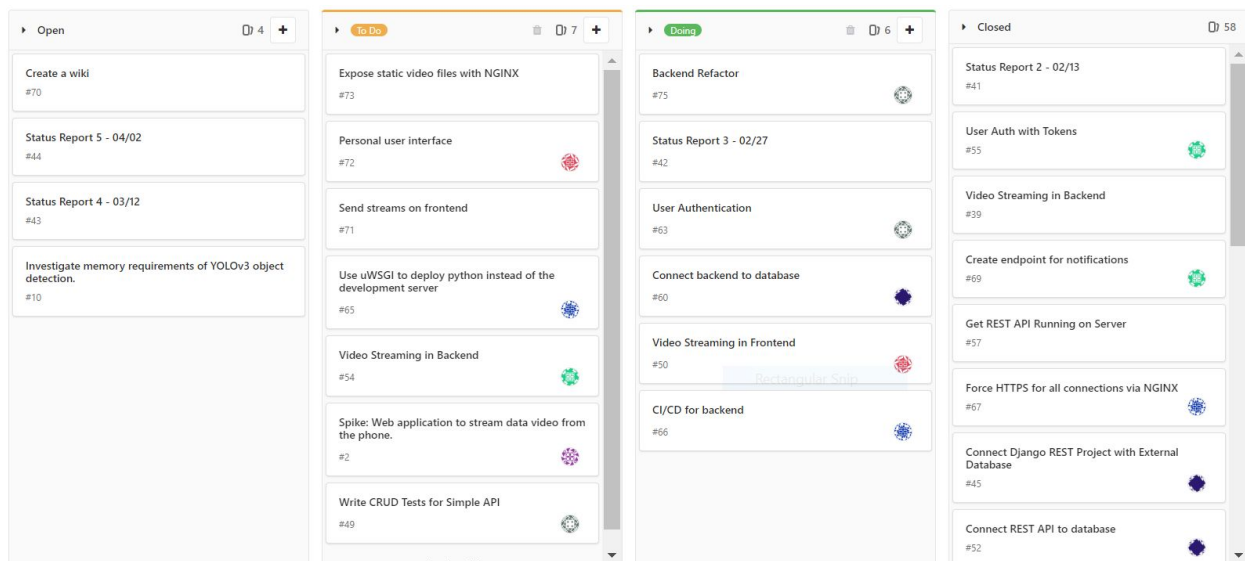 Open
4
Create a wiki
#70
Status Report 5 - 04/02
#44
Status Report 4 - 03/12
#43
Investigate memory requirements of YOLOv3 object
detection.
#10
To Do
7
Expose static video files with NGINX
#73
Personal user interface
#72
Send streams on frontend
#71
Use uWSGI to deploy python instead of the
development server
#65
Video Streaming in Backend
#54
Spike: Web application to stream data video from
the phone.
#2
Write CRUD Tests for Simple API
#49
Doing
6
Backend Refactor
#75
Status Report 3 - 02/27
#42
User Authentication
#63
Connect backend to database
#60
Video Streaming in Frontend
#50
Rectangular Snip
CI/CD for backend
#66
Closed
58
Status Report 2 - 02/13
#41
User Auth with Tokens
#55
Video Streaming in Backend
#39
Create endpoint for notifications
#69
Get REST API Running on Server
#57
Force HTTPS for all connections via NGINX
#67
Connect Django REST Project with External
Database
#45
Connect REST API to database
#52